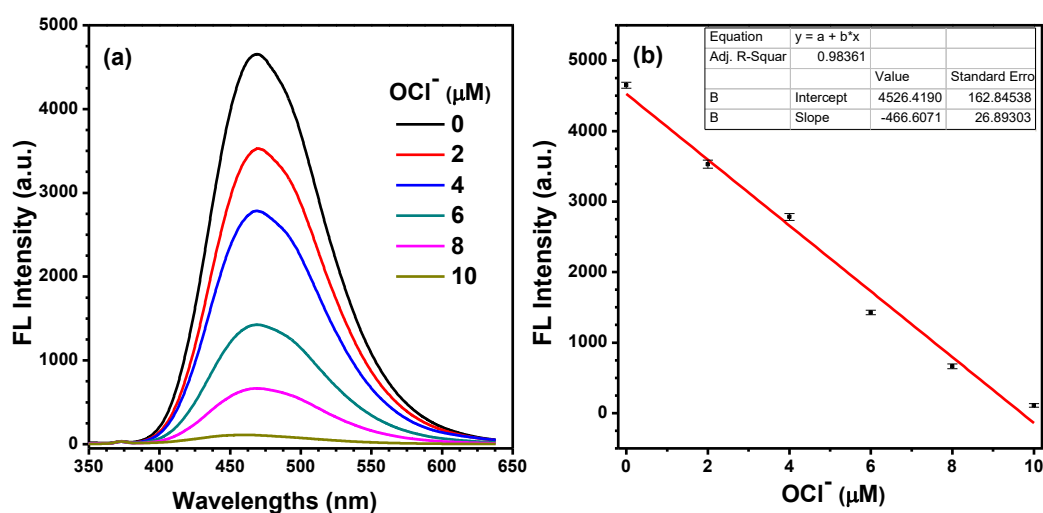 (a)
OCl⁻ (μM)
0
2
4
6
8
10
5000
4000
3000
2000
1000
0
FL Intensity (a.u.)
350 400 450 500 550 600 650
Wavelengths (nm)
(b)
Equation y = a + b*x
Adj. R-Squar 0.98361
Value Standard Erro
B Intercept 4526.4190 162.84538
B Slope -466.6071 26.89303
5000
4000
3000
2000
1000
0
FL Intensity (a.u.)
0 2 4 6 8 10
OCl⁻ (μM)